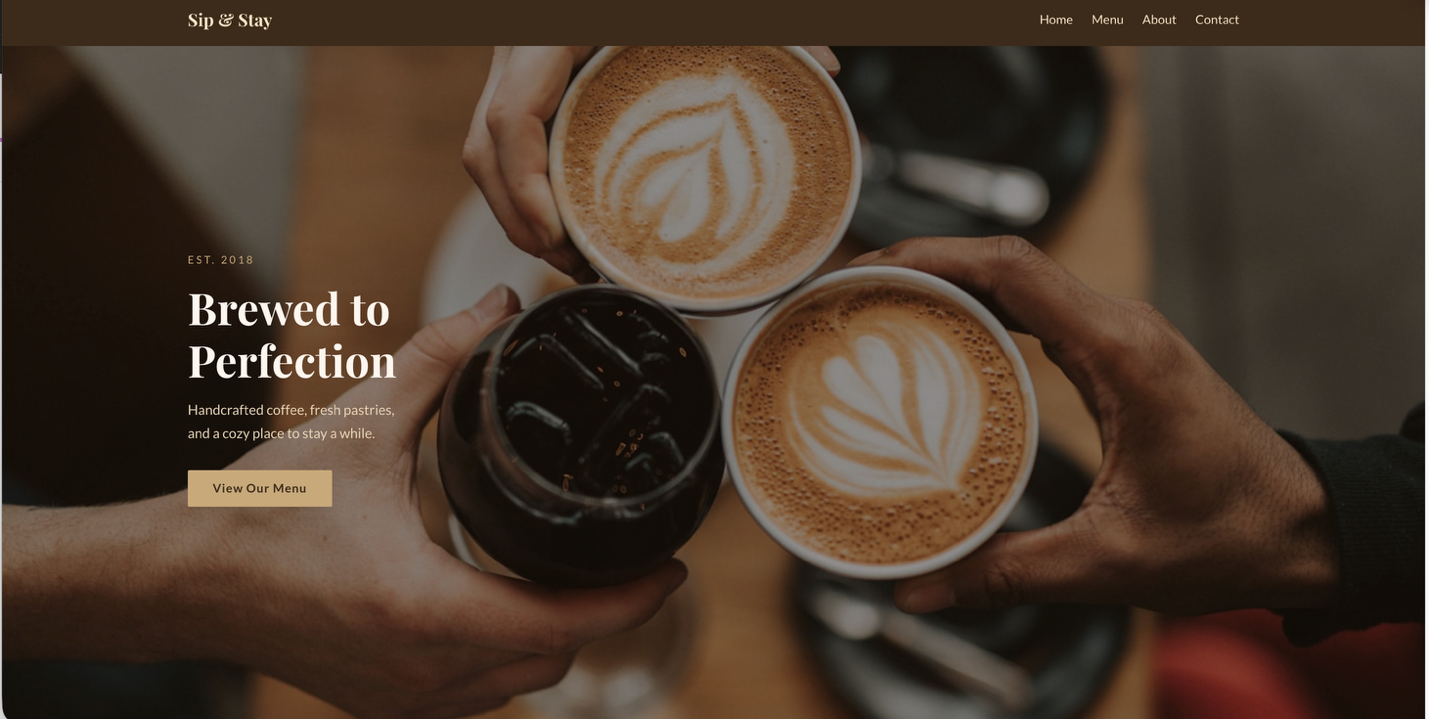 Sip & Stay
Home Menu About Contact
EST. 2018
Brewed to
Perfection
Handcrafted coffee, fresh pastries,
and a cozy place to stay a while.
View Our Menu